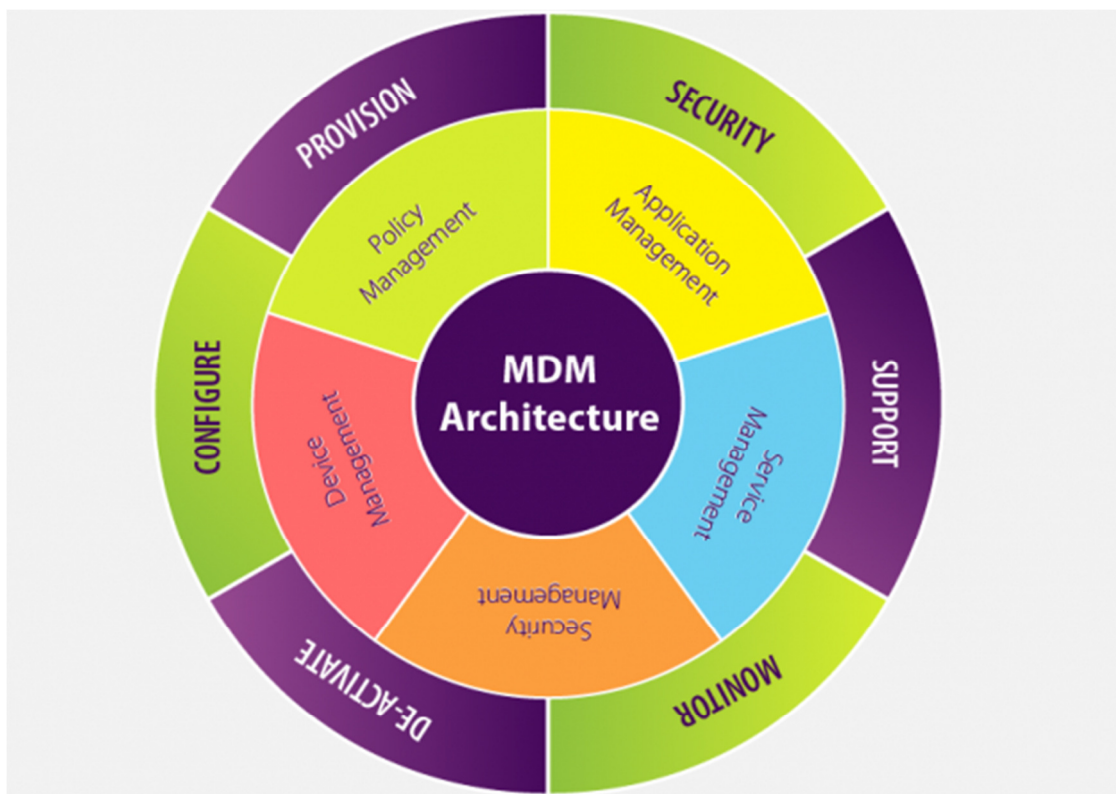 PROVISION
SECURITY
SUPPORT
MONITOR
DE-ACTIVATE
CONFIGURE
Policy
Management
Application
Management
Service
Management
Security
Management
Device
Management
MDM
Architecture